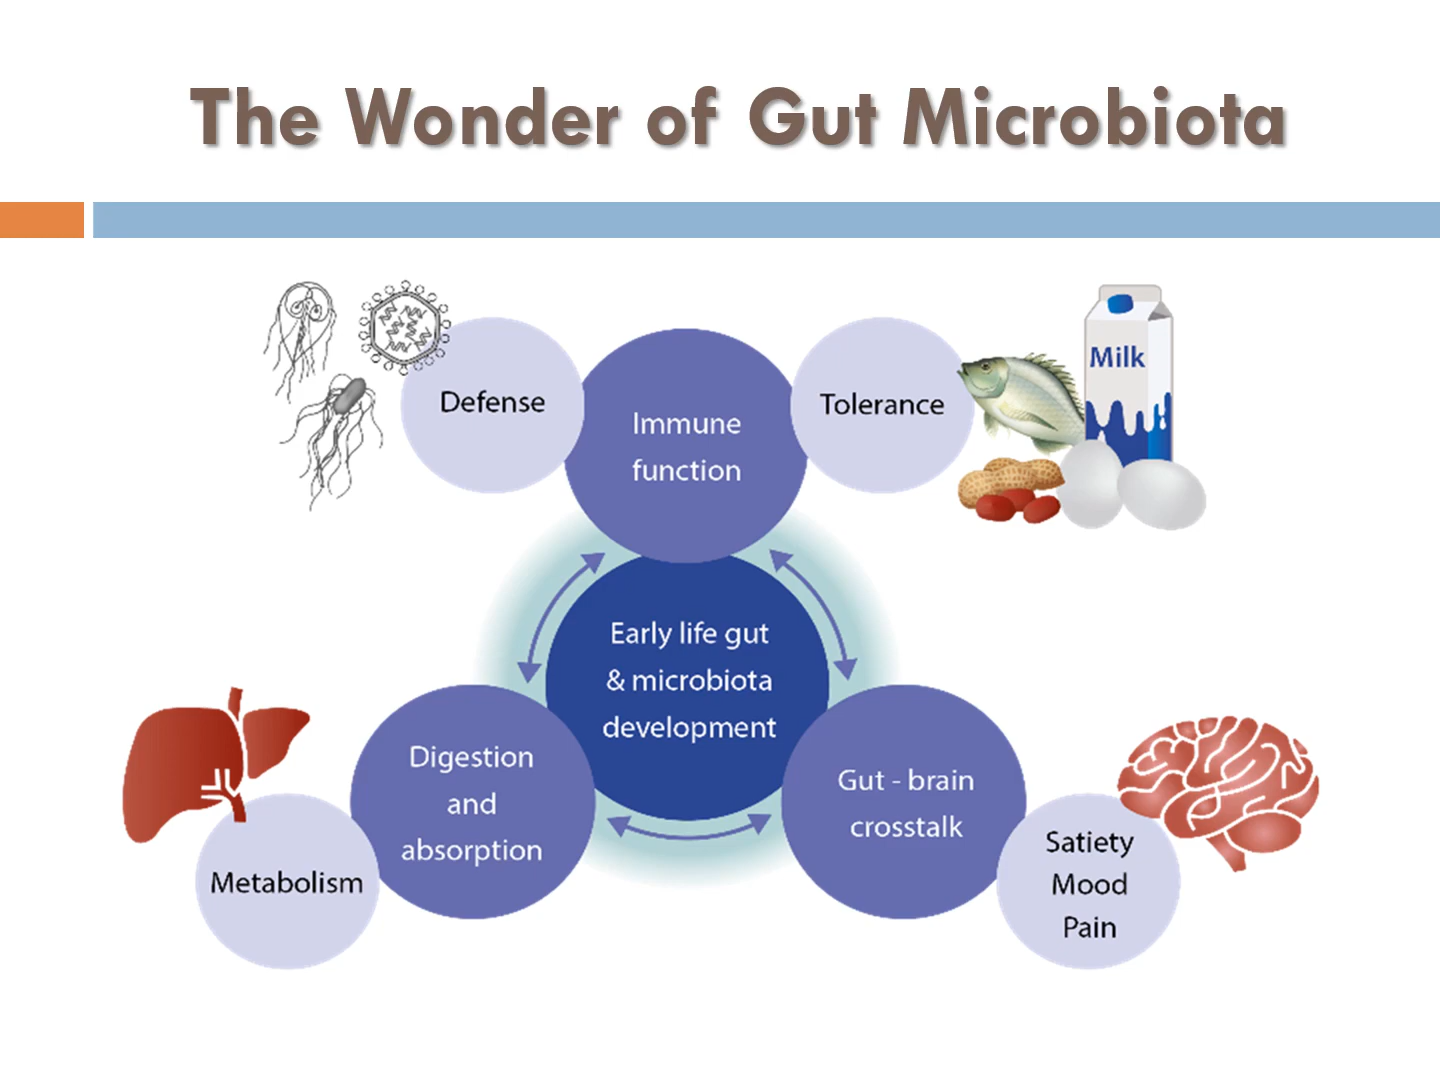 The Wonder of Gut Microbiota
Defense
Immune
function
Tolerance
Milk
Early life gut
& microbiota
development
Digestion
and
absorption
Metabolism
Gut - brain
crosstalk
Satiety
Mood
Pain